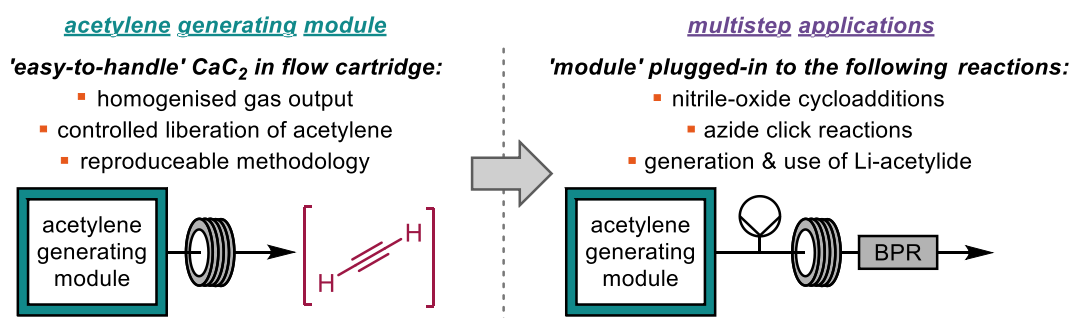 acetylene generating module
'easy-to-handle' CaC2 in flow cartridge:
homogenised gas output
controlled liberation of acetylene
reproduceable methodology
acetylene
generating
module
H
H
multistep applications
'module' plugged-in to the following reactions:
nitrile-oxide cycloadditions
azide click reactions
generation & use of Li-acetylide
acetylene
generating
module
BPR